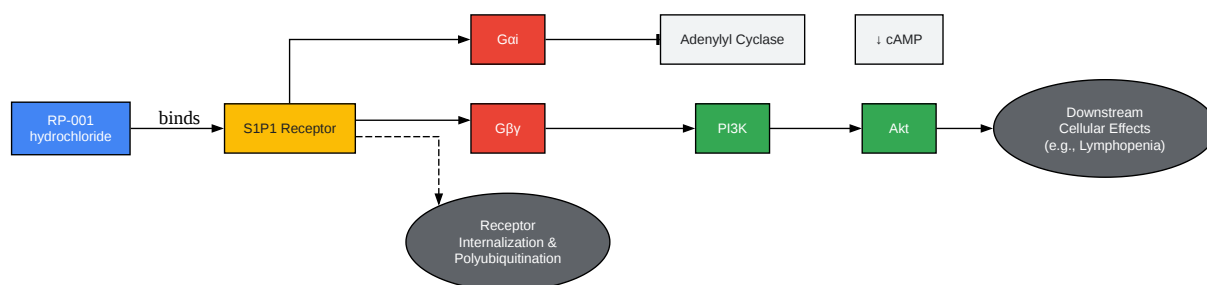 Gαi
Adenylyl Cyclase
↓ cAMP
RP-001
hydrochloride
binds
S1P1 Receptor
Gβγ
PI3K
Akt
Downstream
Cellular Effects
(e.g., Lymphopenia)
Receptor
Internalization &
Polyubiquitination